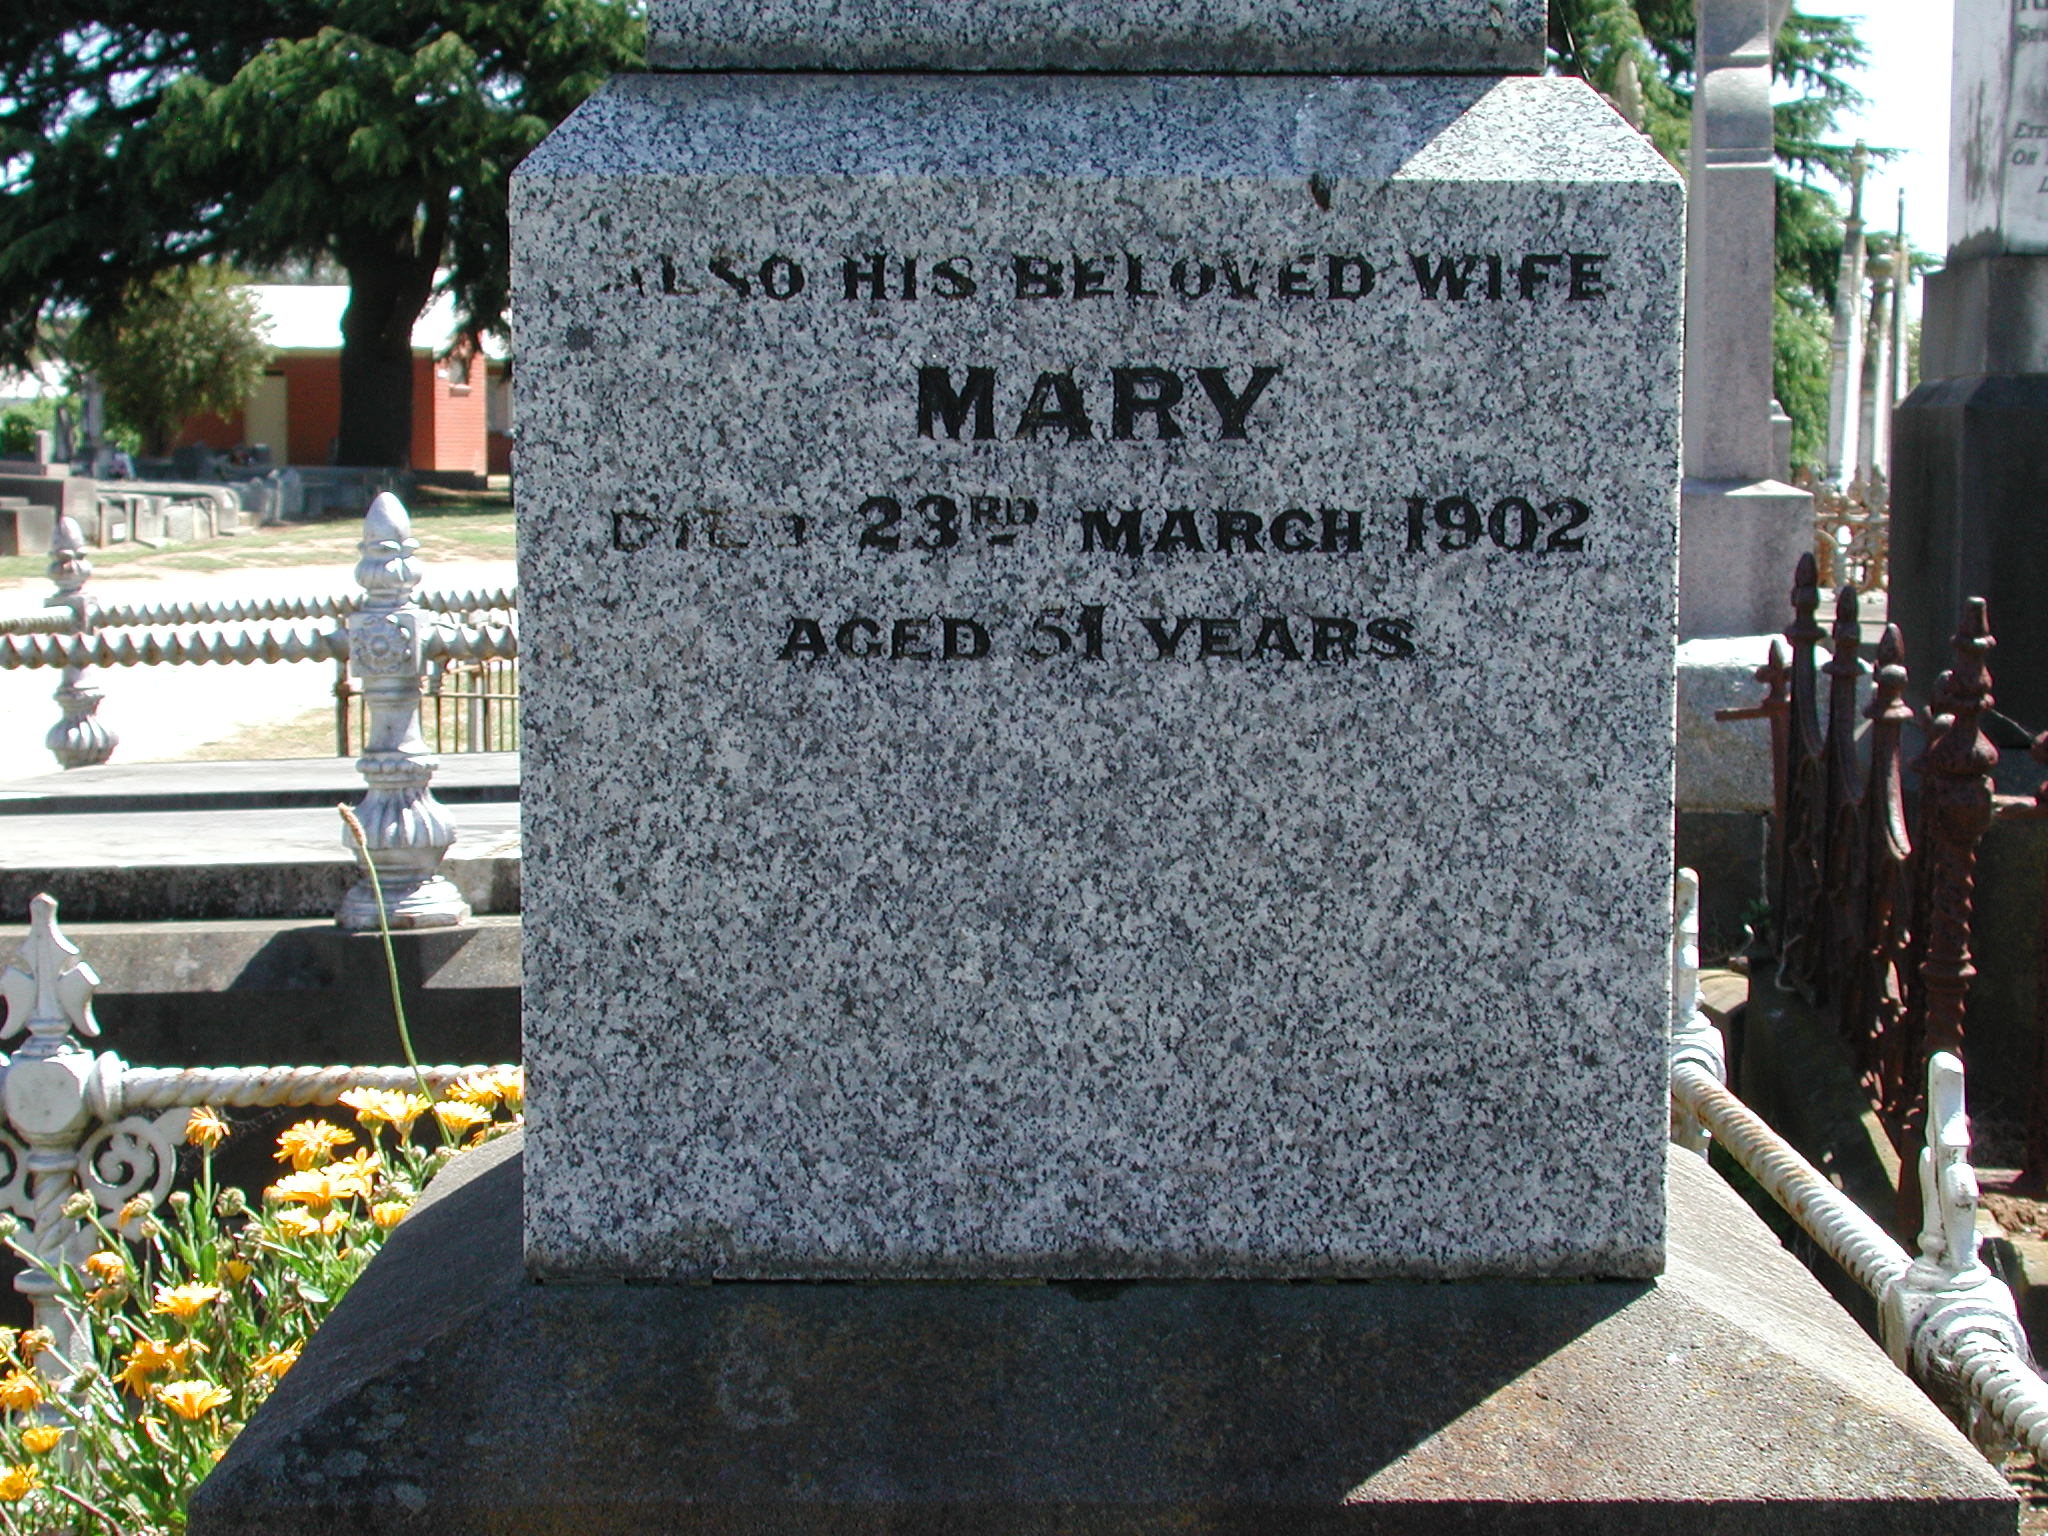 ALSO HIS BELOVED WIFE
MARY
DIED 23RD MARCH 1902
AGED 51 YEARS